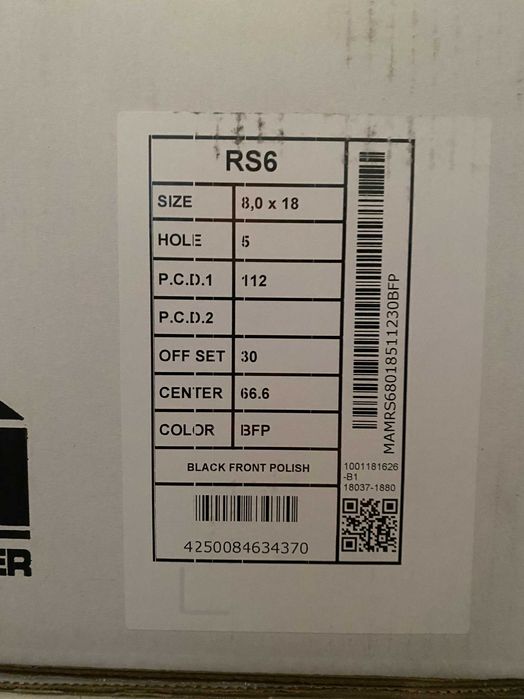 RS6
SIZE 8,0 x 18
HOLE 5
P.C.D.1 112
P.C.D.2
OFF SET 30
CENTER 66.6
COLOR BFP
BLACK FRONT POLISH
4250084634370
MAMRS68018511230BFP
1001181626
-B1
18037-1880
ER